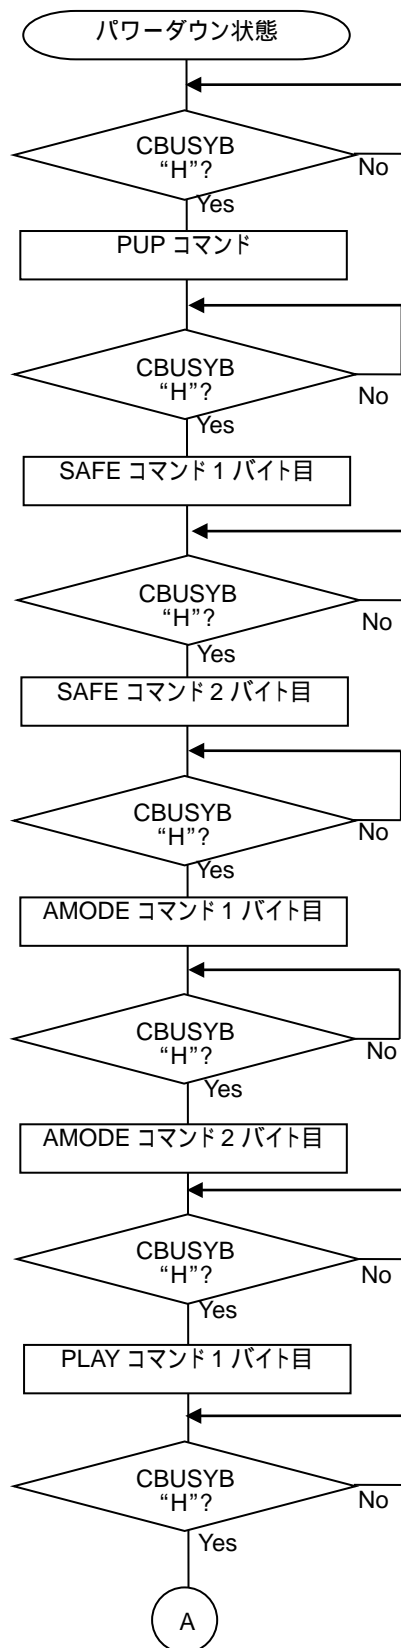 パワーダウン状態
CBUSYB
“H”?
No
Yes
PUP コマンド
CBUSYB
“H”?
No
Yes
SAFE コマンド 1 バイト目
CBUSYB
“H”?
No
Yes
SAFE コマンド 2 バイト目
CBUSYB
“H”?
No
Yes
AMODE コマンド 1 バイト目
CBUSYB
“H”?
No
Yes
AMODE コマンド 2 バイト目
CBUSYB
“H”?
No
Yes
PLAY コマンド 1 バイト目
CBUSYB
“H”?
No
Yes
A